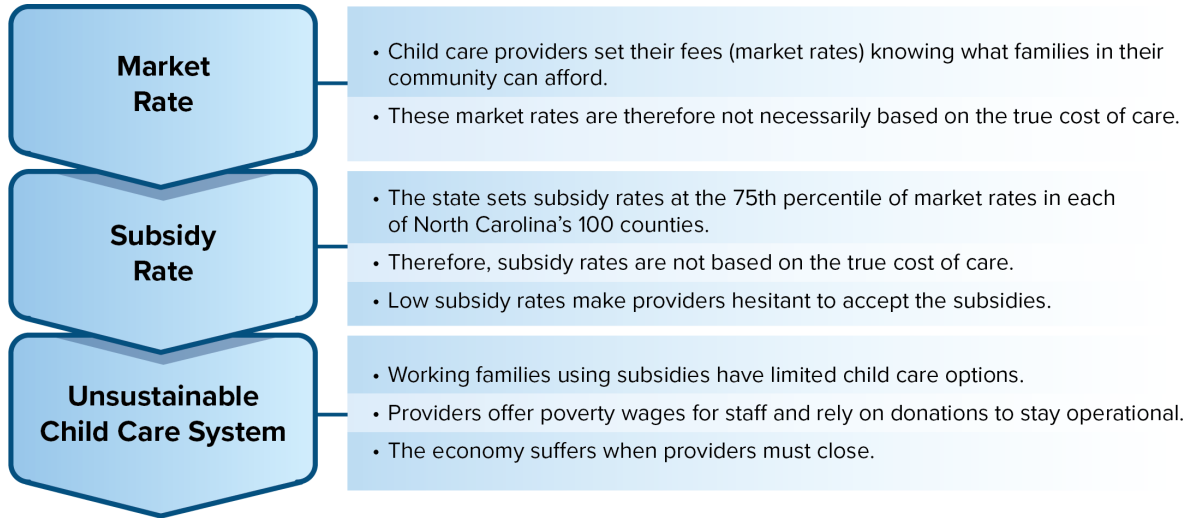 Market
Rate
• Child care providers set their fees (market rates) knowing what families in their
community can afford.
• These market rates are therefore not necessarily based on the true cost of care.
Subsidy
Rate
• The state sets subsidy rates at the 75th percentile of market rates in each
of North Carolina’s 100 counties.
• Therefore, subsidy rates are not based on the true cost of care.
• Low subsidy rates make providers hesitant to accept the subsidies.
Unsustainable
Child Care System
• Working families using subsidies have limited child care options.
• Providers offer poverty wages for staff and rely on donations to stay operational.
• The economy suffers when providers must close.